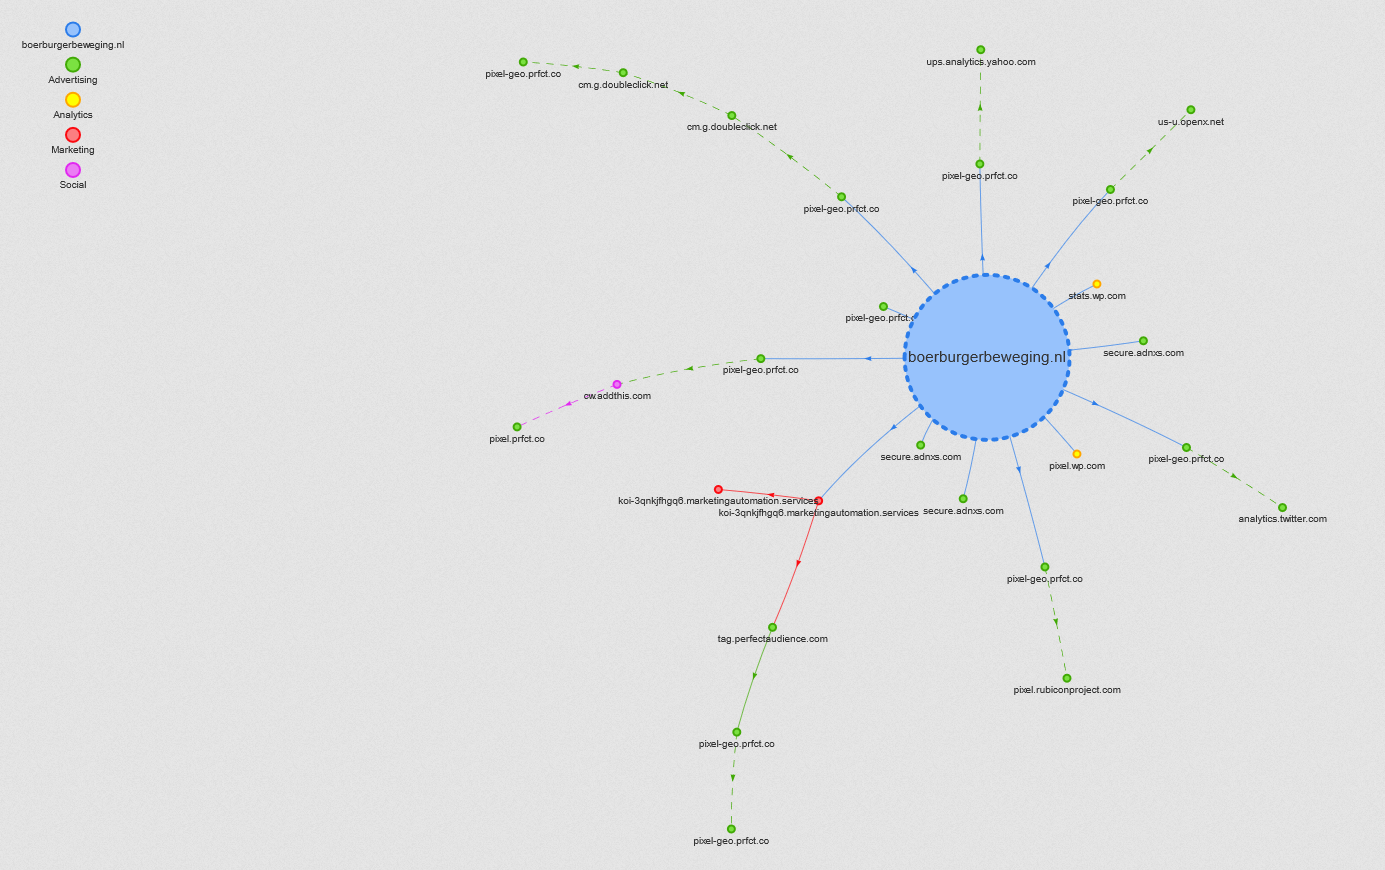 boerburgerbeweging.nl
Advertising
Analytics
Marketing
Social
ups.analytics.yahoo.com
pixel-geo.prfct.co
cm.g.doubleclick.net
us-u.openx.net
cm.g.doubleclick.net
pixel-geo.prfct.co
pixel-geo.prfct.co
pixel-geo.prfct.co
stats.wp.com
pixel-geo.prfct.c
secure.adnxs.com
boerburgerbeweging.nl
pixel-geo.prfct.co
cw.addthis.com
pixel.prfct.co
secure.adnxs.com
pixel-geo.prfct.co
pixel.wp.com
koi-3qnkjfhgq6.marketingautomation.services
koi-3qnkjfhgq6.marketingautomation.services
secure.adnxs.com
analytics.twitter.com
pixel-geo.prfct.co
tag.perfectaudience.com
pixel.rubiconproject.com
pixel-geo.prfct.co
pixel-geo.prfct.co